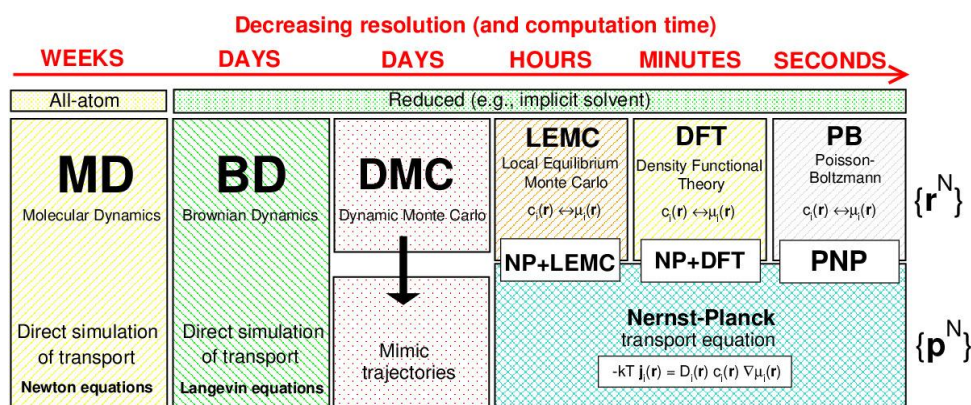 Decreasing resolution (and computation time)
WEEKS DAYS DAYS HOURS MINUTES SECONDS
All-atom Reduced (e.g., implicit solvent)
MD
Molecular Dynamics
BD
Brownian Dynamics
DMC
Dynamic Monte Carlo
LEMC
Local Equilibrium
Monte Carlo
cᵢ(r) ↔μᵢ(r)
DFT
Density Functional
Theory
cᵢ(r) ↔μᵢ(r)
PB
Poisson-
Boltzmann
cᵢ(r) ↔μᵢ(r)
{rᴺ}
NP+LEMC
NP+DFT
PNP
Direct simulation
of transport
Newton equations
Direct simulation
of transport
Langevin equations
Mimic
trajectories
Nernst-Planck
transport equation
-kT jᵢ(r) = Dᵢ(r) cᵢ(r) ∇μᵢ(r)
{pᴺ}